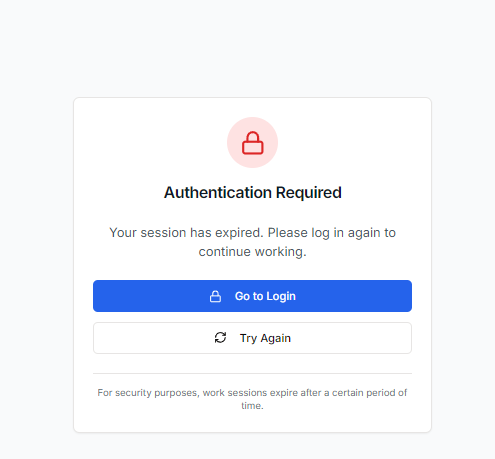 Authentication Required
Your session has expired. Please log in again to
continue working.
Go to Login
Try Again
For security purposes, work sessions expire after a certain period of
time.